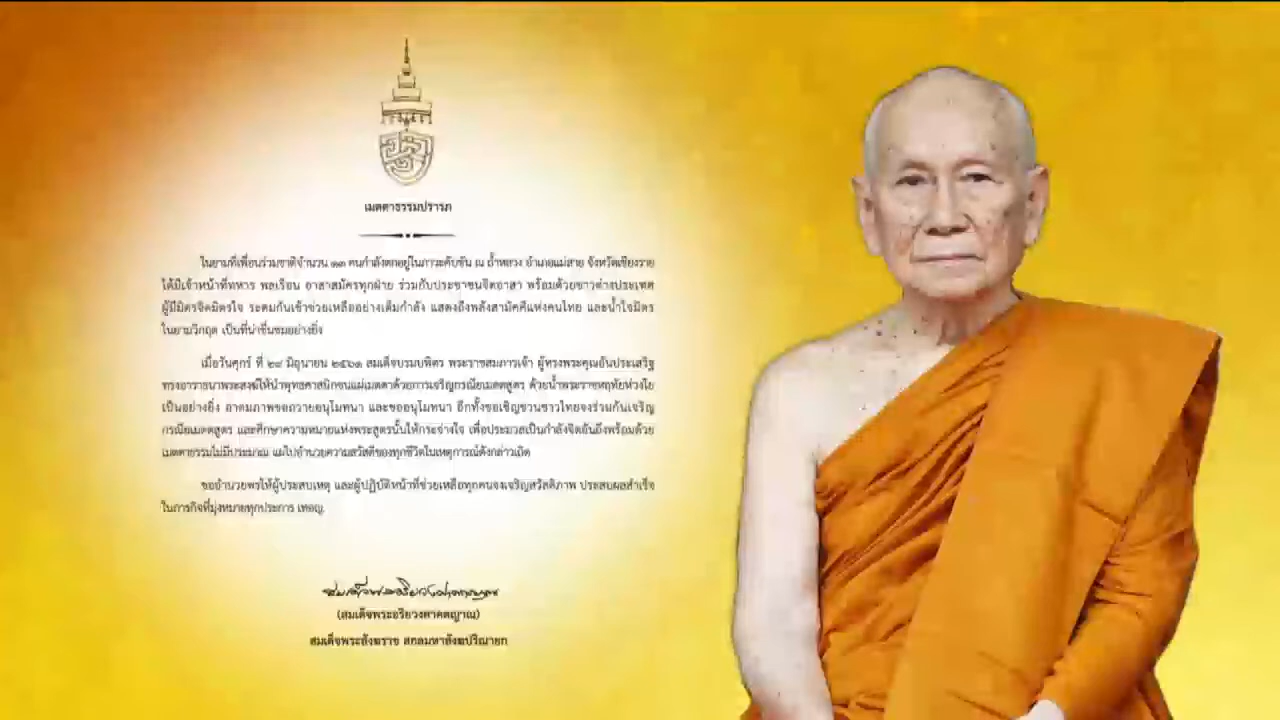 เมตตาธรรมปรารภ
ในยามที่เพื่อนร่วมชาติจำนวน ๑๓ คนกำลังตกอยู่ในภาวะคับขัน ณ ถ้ำหลวง อำเภอแม่สาย จังหวัดเชียงราย
ได้มีเจ้าหน้าที่ทหาร พลเรือน อาสาสมัครทุกฝ่าย ร่วมกับประชาชนจิตอาสา พร้อมด้วยชาวต่างประเทศ
ผู้มีมิตรจิตมิตรใจ ระดมกันเข้าช่วยเหลืออย่างเต็มกำลัง แสดงถึงพลังสามัคคีแห่งคนไทย และน้ำใจมิตร
ในยามวิกฤต เป็นที่น่าชื่นชมอย่างยิ่ง
เมื่อวันศุกร์ ที่ ๒๙ มิถุนายน ๒๕๖๑ สมเด็จบรมบพิตร พระราชสมภารเจ้า ผู้ทรงพระคุณอันประเสริฐ
ทรงอาราธนาพระสงฆ์ให้นำพุทธศาสนิกชนแผ่เมตตาด้วยการเจริญกรณียเมตตสูตร ด้วยน้ำพระราชหฤทัยห่วงใย
เป็นอย่างยิ่ง อาตมภาพขอถวายอนุโมทนา และขออนุโมทนา อีกทั้งขอเชิญชวนชาวไทยจงร่วมกันเจริญ
กรณียเมตตสูตร และศึกษาความหมายแห่งพระสูตรนั้นให้กระจ่างใจ เพื่อประมวลเป็นกำลังจิตอันถึงพร้อมด้วย
เมตตาธรรมไม่มีประมาณ แผ่ไปอำนวยความสวัสดีของทุกชีวิตในเหตุการณ์ดังกล่าวเถิด
ขออำนวยพรให้ผู้ประสบเหตุ และผู้ปฏิบัติหน้าที่ช่วยเหลือทุกคนจงเจริญสวัสดิภาพ ประสบผลสำเร็จ
ในภารกิจที่มุ่งหมายทุกประการ เทอญ.
(สมเด็จพระอริยวงศาคตญาณ)
สมเด็จพระสังฆราช สกลมหาสังฆปริณายก